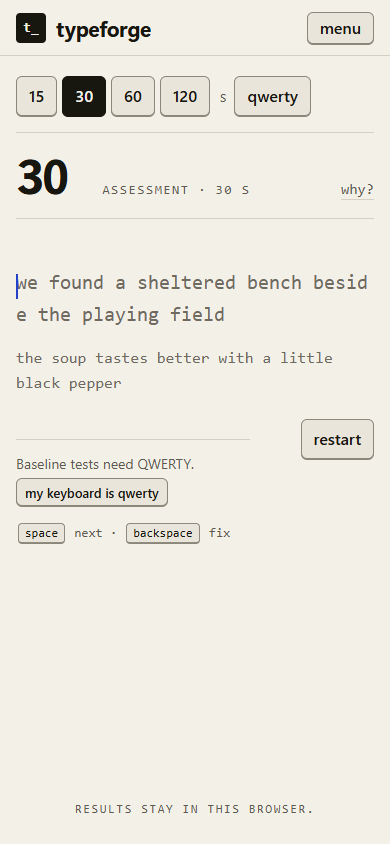 t_ typeforge menu
15 30 60 120 s qwerty
30 ASSESSMENT · 30 S why?
we found a sheltered bench besid
e the playing field
the soup tastes better with a little
black pepper
restart
Baseline tests need QWERTY.
my keyboard is qwerty
space next · backspace fix
RESULTS STAY IN THIS BROWSER.